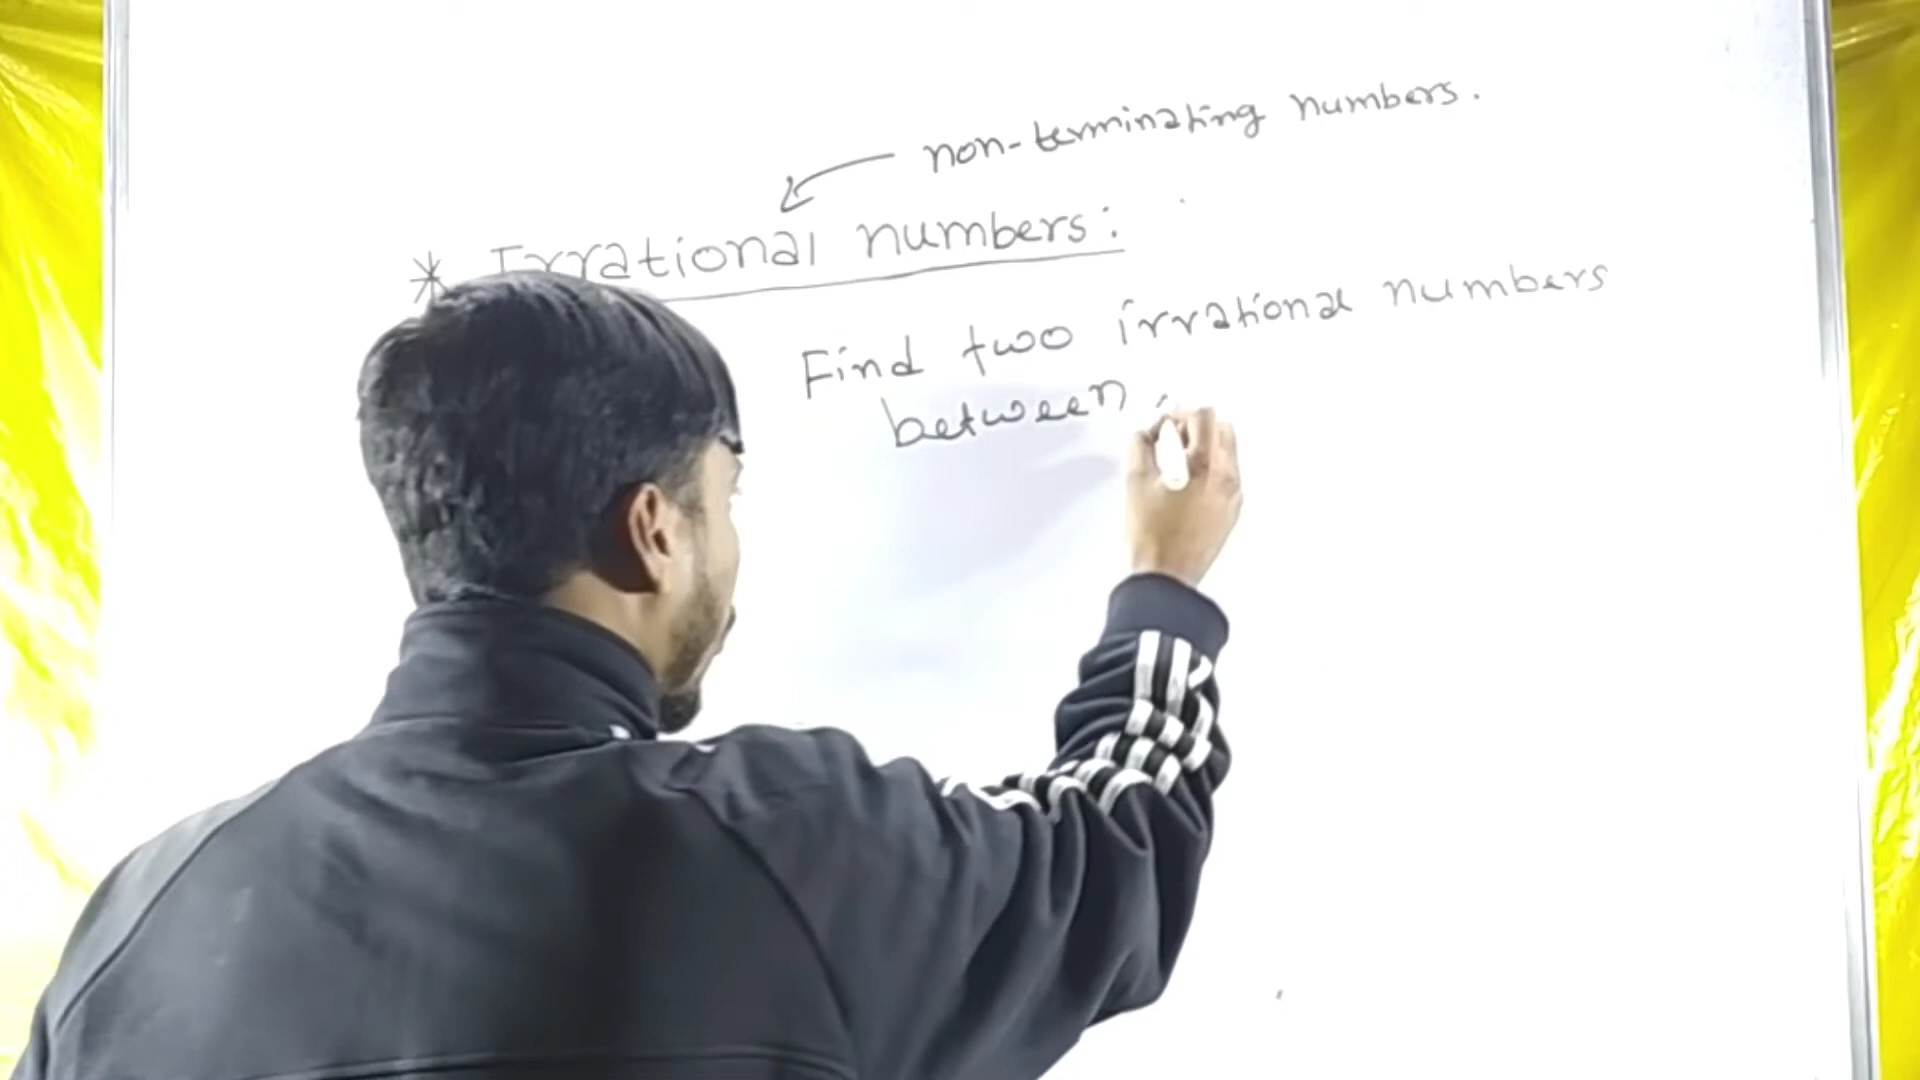 non-terminating numbers.
* Irrational numbers:
Find two irrational numbers
between